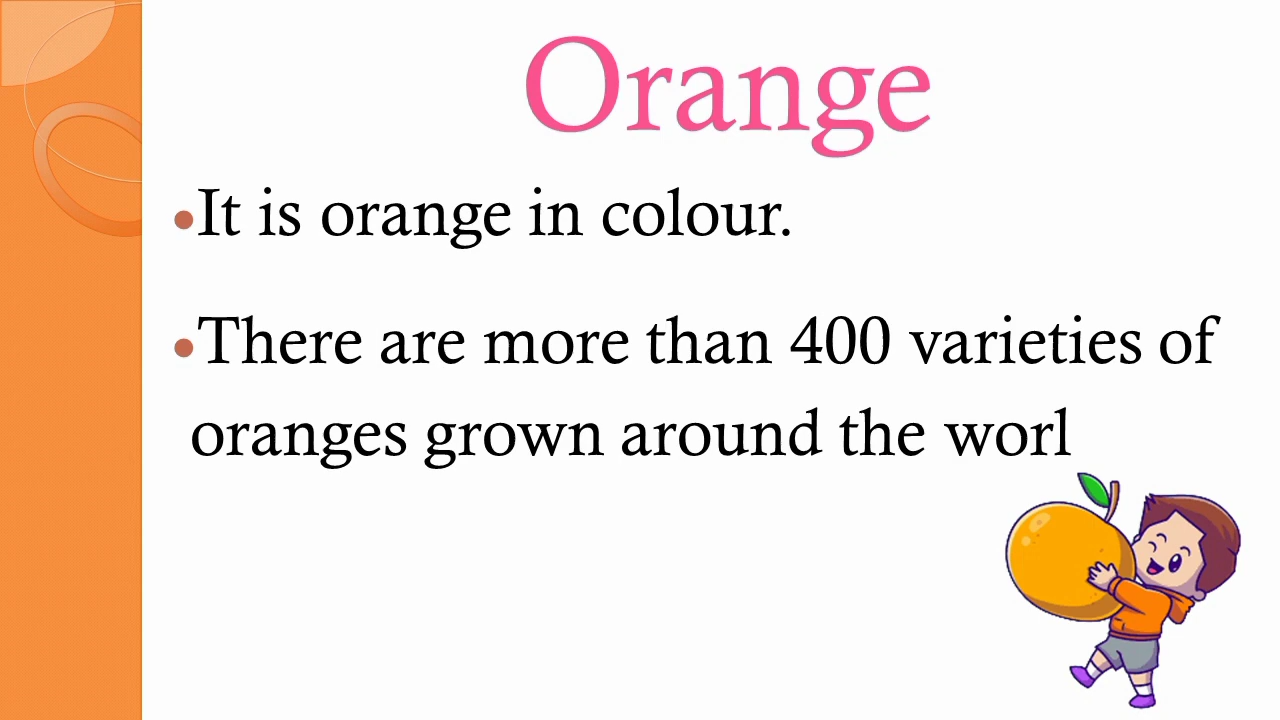 Orange
•It is orange in colour.
•There are more than 400 varieties of
oranges grown around the worl